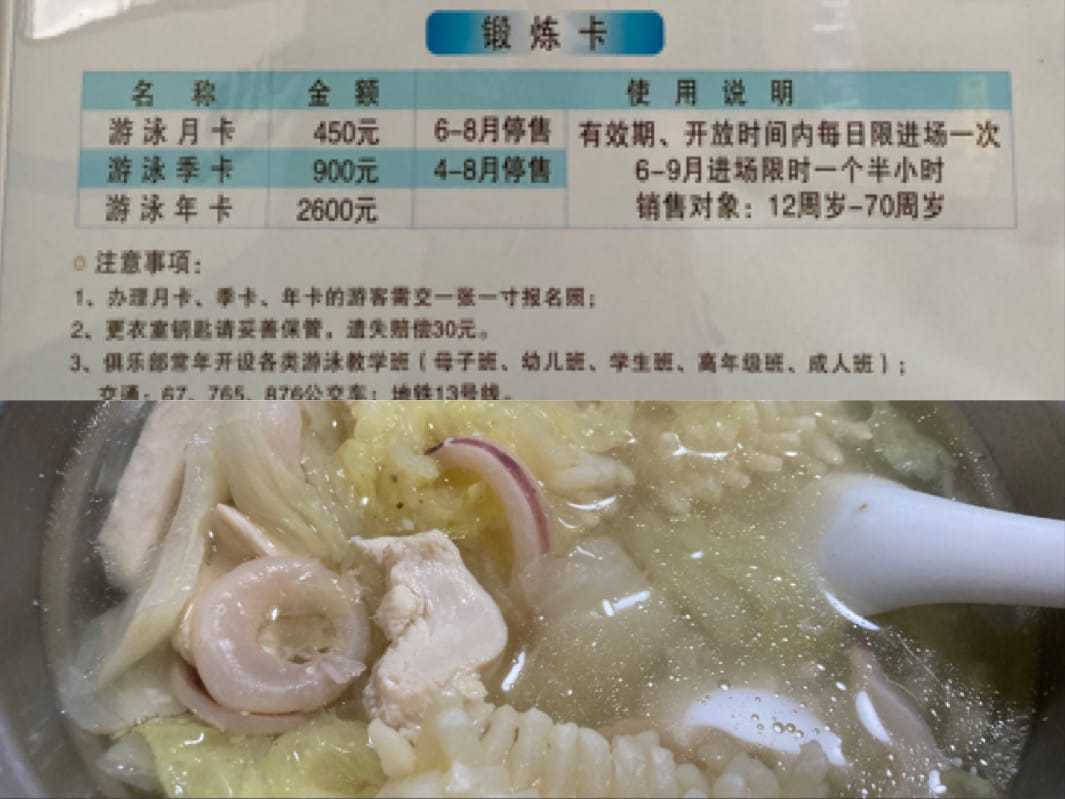 锻炼卡
名称 金额 使用说明
游泳月卡 450元 6-8月停售 有效期、开放时间内每日限进场一次
游泳季卡 900元 4-8月停售 6-9月进场限时一个半小时
游泳年卡 2600元 销售对象：12周岁-70周岁
注意事项：
1、办理月卡、季卡、年卡的游客需交一张一寸报名照；
2、更衣室钥匙请妥善保管，遗失赔偿30元。
3、俱乐部常年开设各类游泳教学班（母子班、幼儿班、学生班、高年级班、成人班）；
交通：67、765、876公交车；地铁13号线。